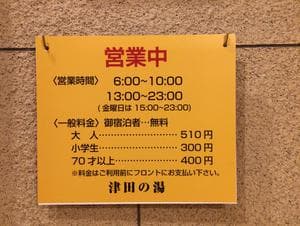 営業中
〈営業時間〉 6:00~10:00
13:00~23:00
(金曜日は 15:00~23:00)
〈一般料金〉御宿泊者…無料
大 人…………………510円
小学生…………………300円
70才以上………………400円
※料金はご利用前にフロントにお支払い下さい。
津田の湯